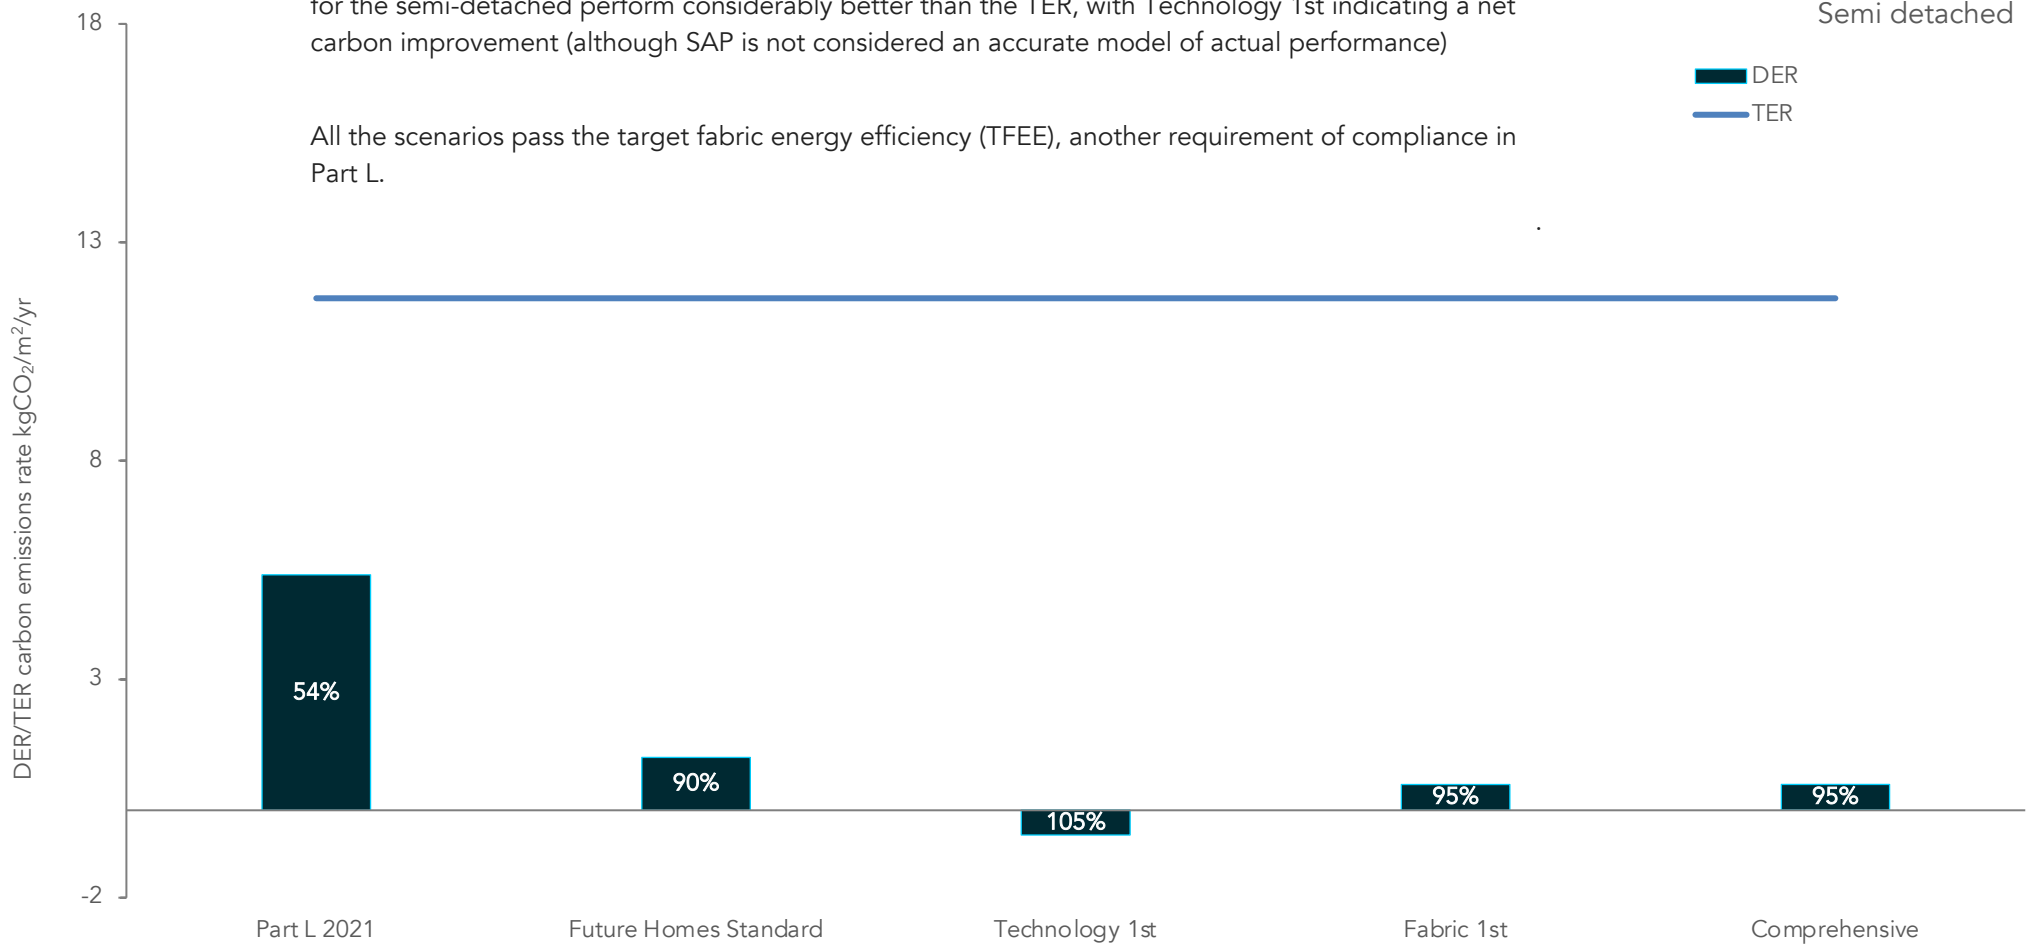 for the semi-detached perform considerably better than the TER, with Technology 1st indicating a net
carbon improvement (although SAP is not considered an accurate model of actual performance)
All the scenarios pass the target fabric energy efficiency (TFEE), another requirement of compliance in
Part L.
.
Semi detached
DER
TER
DER/TER carbon emissions rate kgCO₂/m²/yr
18
13
8
3
-2
54%
90%
105%
95%
95%
Part L 2021
Future Homes Standard
Technology 1st
Fabric 1st
Comprehensive